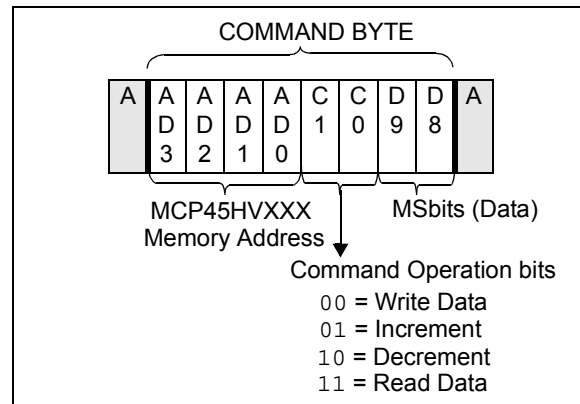 COMMAND BYTE
A A A A A C C D D A
D D D D 1 0 9 8
3 2 1 0
MCP45HVXXX
Memory Address
MSbits (Data)
Command Operation bits
00 = Write Data
01 = Increment
10 = Decrement
11 = Read Data